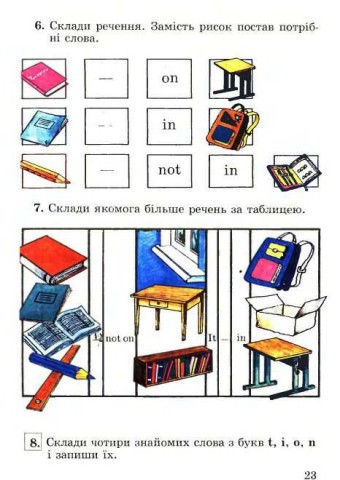 6. Склади речення. Замість рисок постав потріб-
ні слова.
— on
— in
— not in
7. Склади якомога більше речень за таблицею.
not on It — in
8. Склади чотири знайомих слова з букв t, i, o, n
і запиши їх.
23